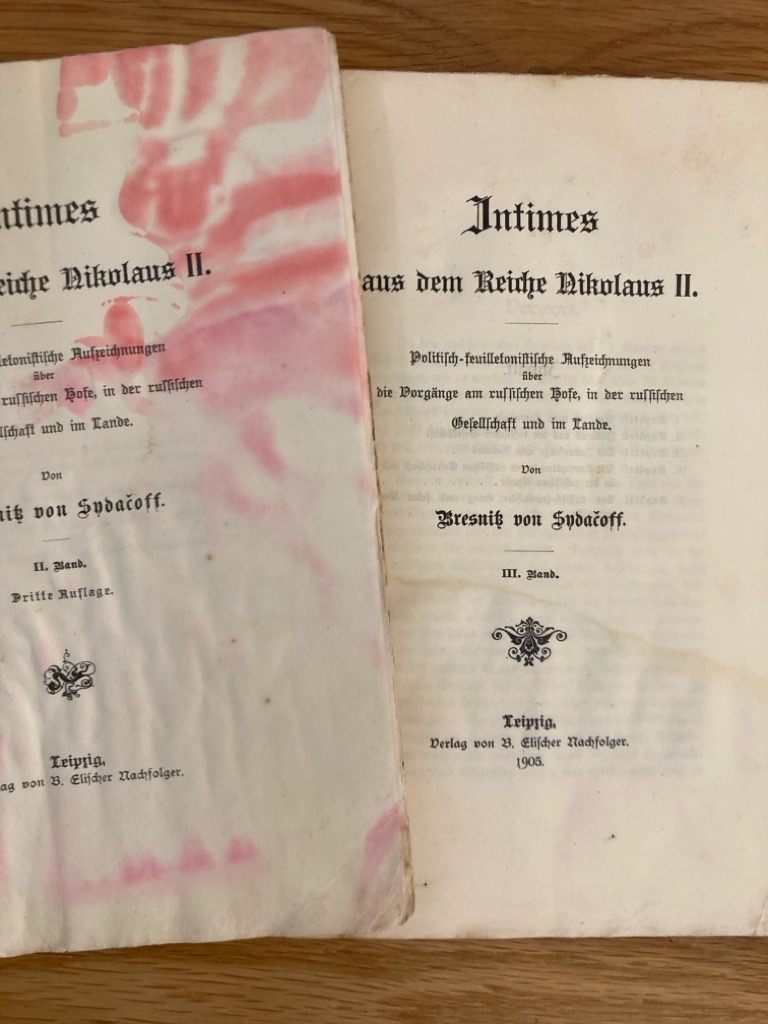 ntimes
eiche Nikolaus II.
letonistische Aufzeichnungen
über
russischen Hofe, in der russischen
lschaft und im Lande.
Von
nitz von Sydačoff.
II. Band.
Dritte Auflage.
Leipzig,
ag von B. Elischer Nachfolger.
Intimes
aus dem Reiche Nikolaus II.
Politisch-feuilletonistische Aufzeichnungen
über
die Vorgänge am russischen Hofe, in der russischen
Gesellschaft und im Lande.
Von
Bresnitz von Sydačoff.
III. Band.
Leipzig,
Verlag von B. Elischer Nachfolger.
1905.